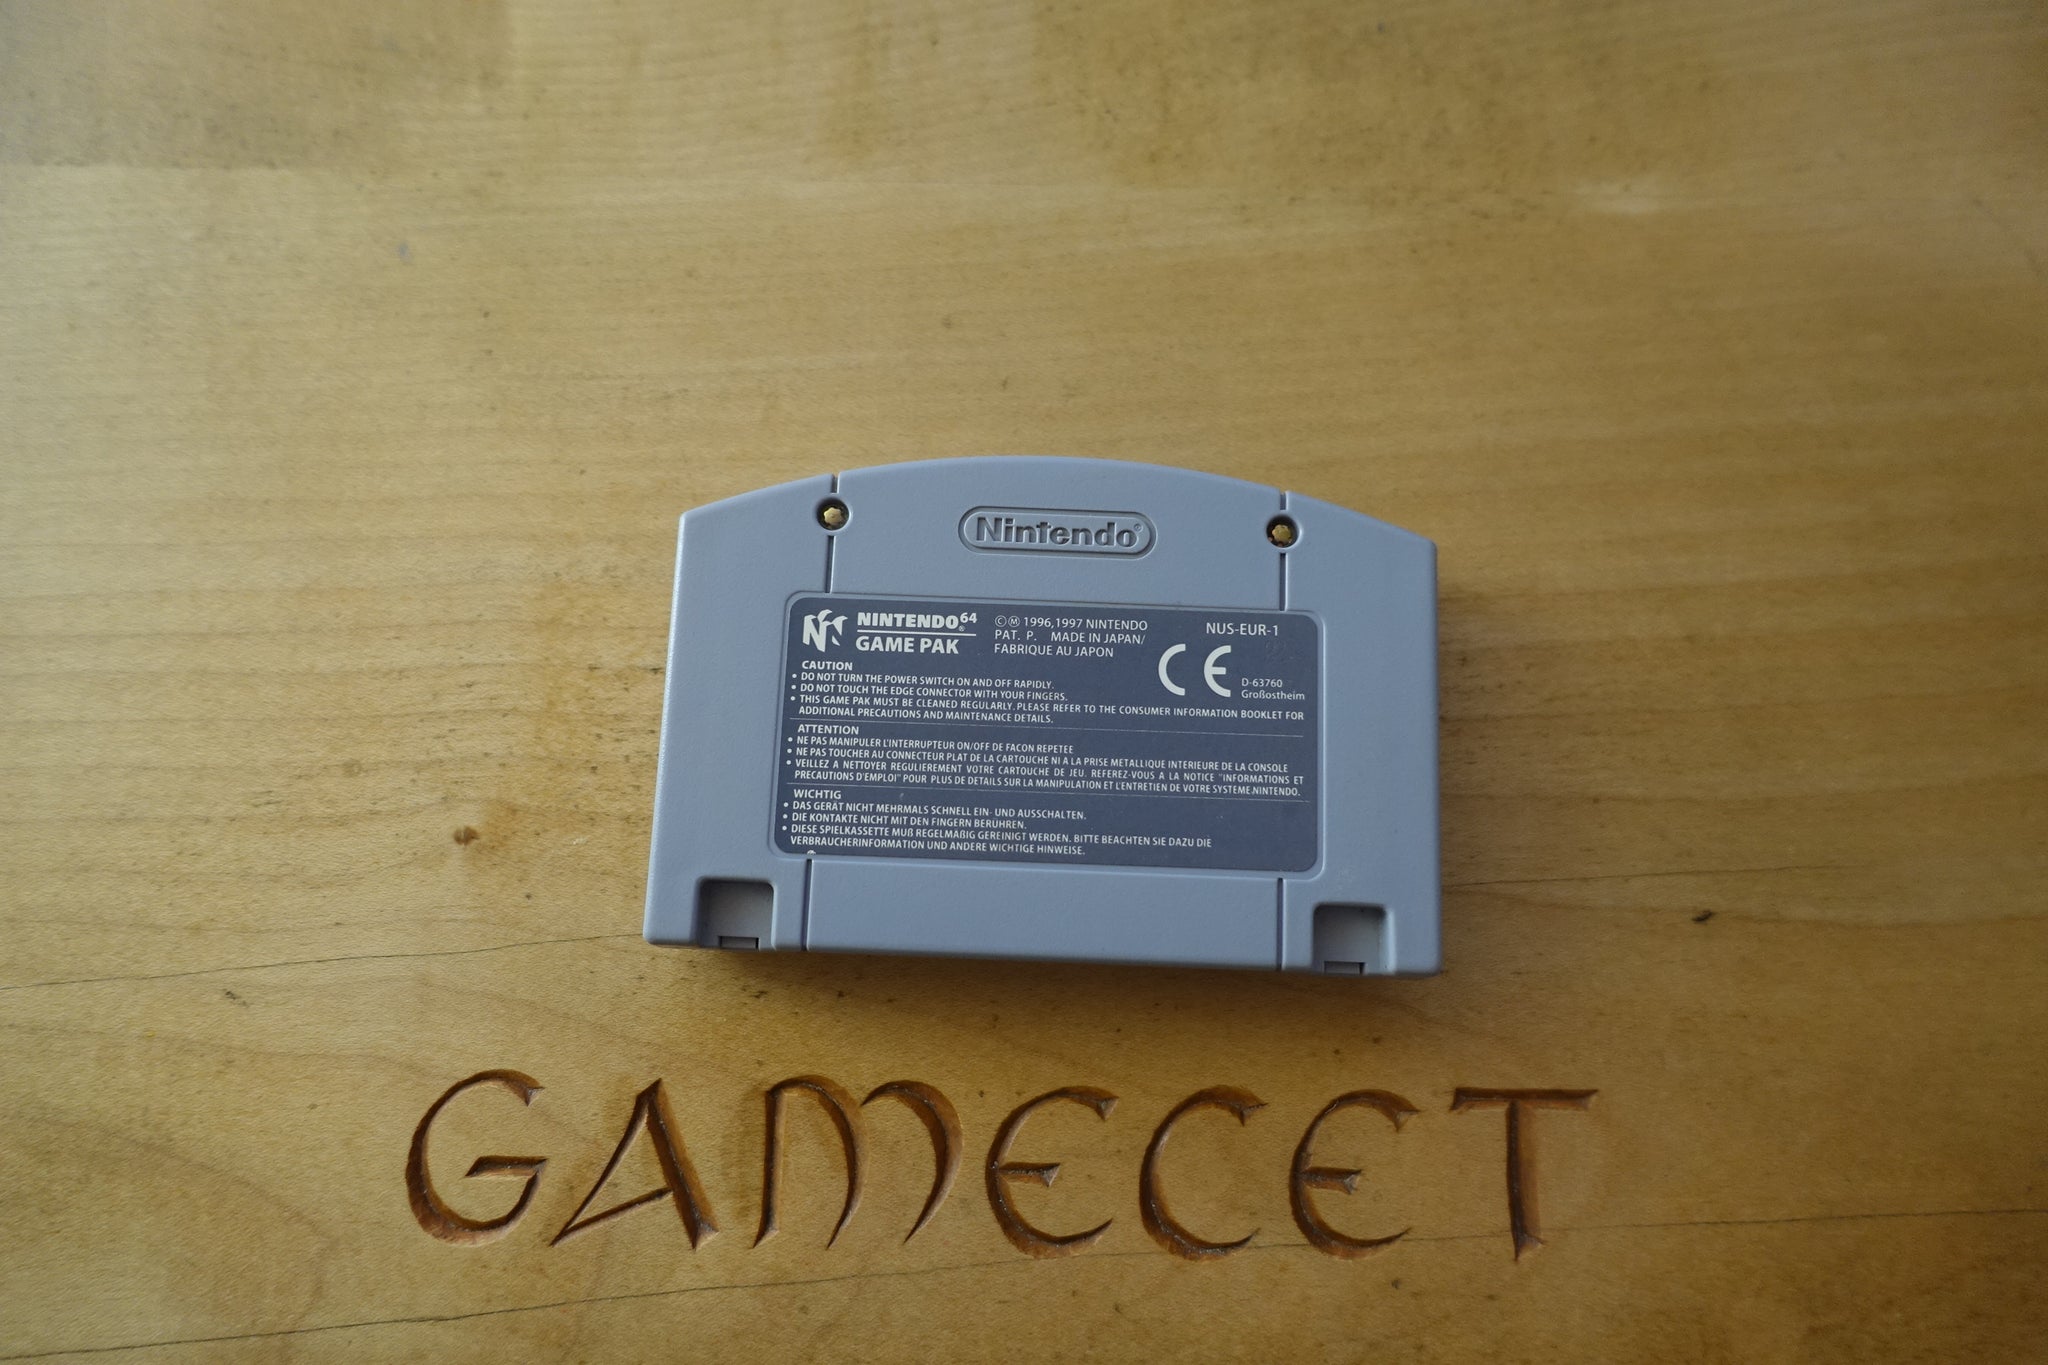 Nintendo®
NINTENDO64®
GAME PAK
©Ⓜ 1996,1997 NINTENDO
PAT. P. MADE IN JAPAN/
FABRIQUE AU JAPON
NUS-EUR-1
CE
D-63760
Großostheim
CAUTION
• DO NOT TURN THE POWER SWITCH ON AND OFF RAPIDLY.
• DO NOT TOUCH THE EDGE CONNECTOR WITH YOUR FINGERS.
• THIS GAME PAK MUST BE CLEANED REGULARLY. PLEASE REFER TO THE CONSUMER INFORMATION BOOKLET FOR
ADDITIONAL PRECAUTIONS AND MAINTENANCE DETAILS.
ATTENTION
• NE PAS MANIPULER L'INTERRUPTEUR ON/OFF DE FACON REPETEE
• NE PAS TOUCHER AU CONNECTEUR PLAT DE LA CARTOUCHE NI A LA PRISE METALLIQUE INTERIEURE DE LA CONSOLE
• VEILLEZ A NETTOYER REGULIEREMENT VOTRE CARTOUCHE DE JEU. REFEREZ-VOUS A LA NOTICE "INFORMATIONS ET
PRECAUTIONS D'EMPLOI" POUR PLUS DE DETAILS SUR LA MANIPULATION ET L'ENTRETIEN DE VOTRE SYSTEME.NINTENDO.
WICHTIG
• DAS GERÄT NICHT MEHRMALS SCHNELL EIN- UND AUSSCHALTEN.
• DIE KONTAKTE NICHT MIT DEN FINGERN BERÜHREN.
• DIESE SPIELKASSETTE MUß REGELMÄßIG GEREINIGT WERDEN. BITTE BEACHTEN SIE DAZU DIE
VERBRAUCHERINFORMATION UND ANDERE WICHTIGE HINWEISE.
GAMECET